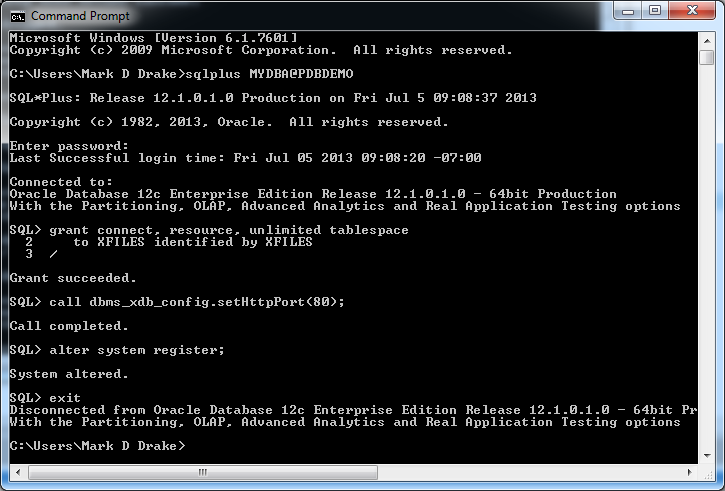 Command Prompt
Microsoft Windows [Version 6.1.7601]
Copyright (c) 2009 Microsoft Corporation.  All rights reserved.
C:\Users\Mark D Drake>sqlplus MYDBA@PDBDEMO
SQL*Plus: Release 12.1.0.1.0 Production on Fri Jul 5 09:08:37 2013
Copyright (c) 1982, 2013, Oracle.  All rights reserved.
Enter password:
Last Successful login time: Fri Jul 05 2013 09:08:20 -07:00
Connected to:
Oracle Database 12c Enterprise Edition Release 12.1.0.1.0 - 64bit Production
With the Partitioning, OLAP, Advanced Analytics and Real Application Testing options
SQL> grant connect, resource, unlimited tablespace
  2     to XFILES identified by XFILES
  3  /
Grant succeeded.
SQL> call dbms_xdb_config.setHttpPort(80);
Call completed.
SQL> alter system register;
System altered.
SQL> exit
Disconnected from Oracle Database 12c Enterprise Edition Release 12.1.0.1.0 - 64bit Pr
With the Partitioning, OLAP, Advanced Analytics and Real Application Testing options
C:\Users\Mark D Drake>